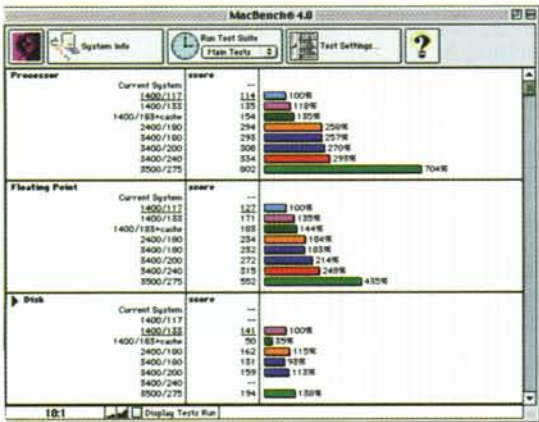 MacBench® 4.0
System Info
Run Test Suite
Main Tests
Test Settings...
?
Processor score
Current System --
1400/117 114 100%
1400/133 135 118%
1400/183+cache 154 135%
2400/180 294 258%
3400/180 293 257%
3400/200 308 270%
3400/240 334 293%
3500/275 802 704%
Floating Point score
Current System --
1400/117 127 100%
1400/133 171 135%
1400/183+cache 183 144%
2400/180 234 184%
3400/180 232 183%
3400/200 272 214%
3400/240 315 248%
3500/275 552 435%
Disk score
Current System --
1400/117 --
1400/133 141 100%
1400/183+cache 50 35%
2400/180 162 115%
3400/180 131 93%
3400/200 159 113%
3400/240 --
3500/275 194 138%
10:1 Display Tests Run